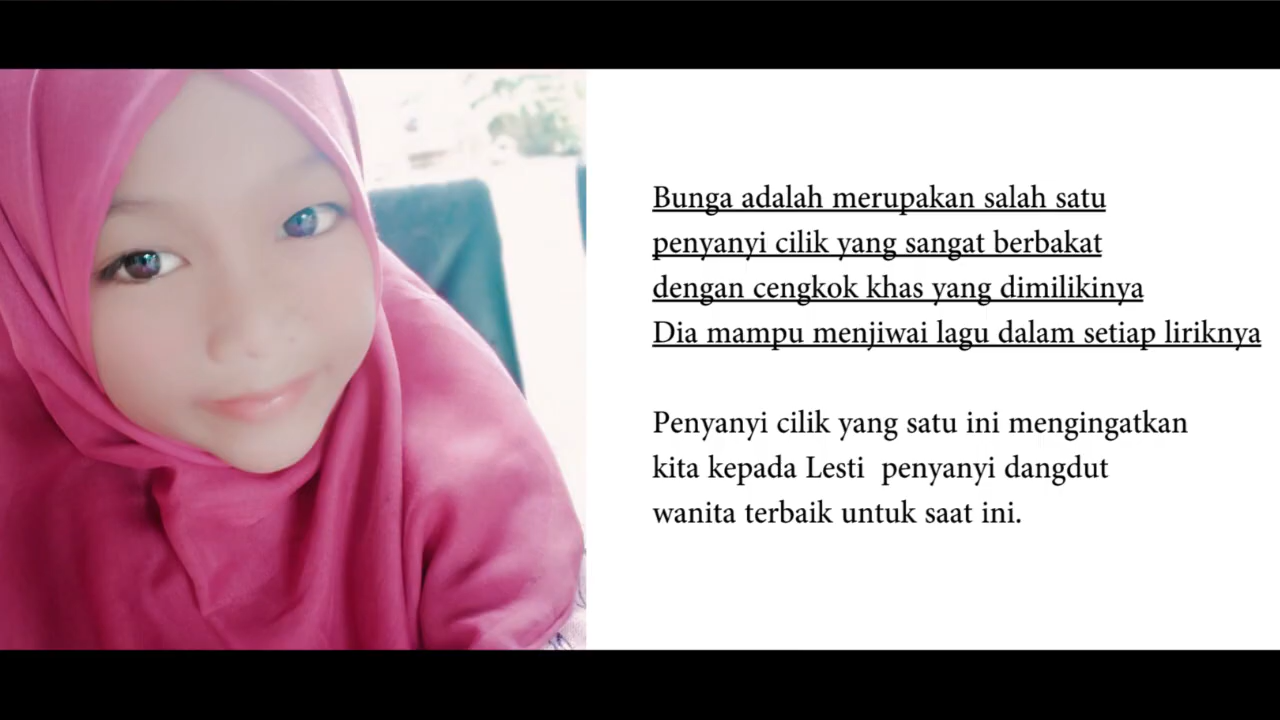 Bunga adalah merupakan salah satu
penyanyi cilik yang sangat berbakat
dengan cengkok khas yang dimilikinya
Dia mampu menjiwai lagu dalam setiap liriknya
Penyanyi cilik yang satu ini mengingatkan
kita kepada Lesti  penyanyi dangdut
wanita terbaik untuk saat ini.